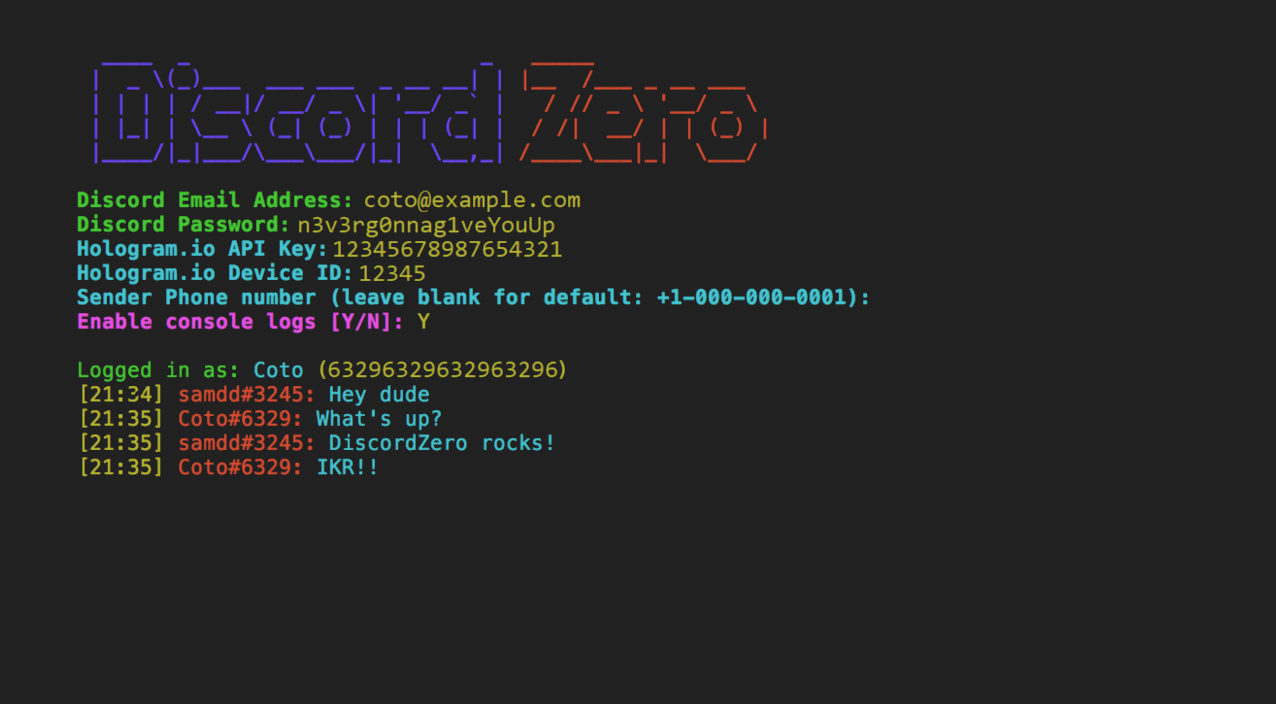 Discord Zero
Discord Email Address: coto@example.com
Discord Password: n3v3rg0nnag1veYouUp
Hologram.io API Key: 12345678987654321
Hologram.io Device ID: 12345
Sender Phone number (leave blank for default: +1-000-000-0001):
Enable console logs [Y/N]: Y
Logged in as: Coto (63296329632963296)
[21:34] samdd#3245: Hey dude
[21:35] Coto#6329: What's up?
[21:35] samdd#3245: DiscordZero rocks!
[21:35] Coto#6329: IKR!!